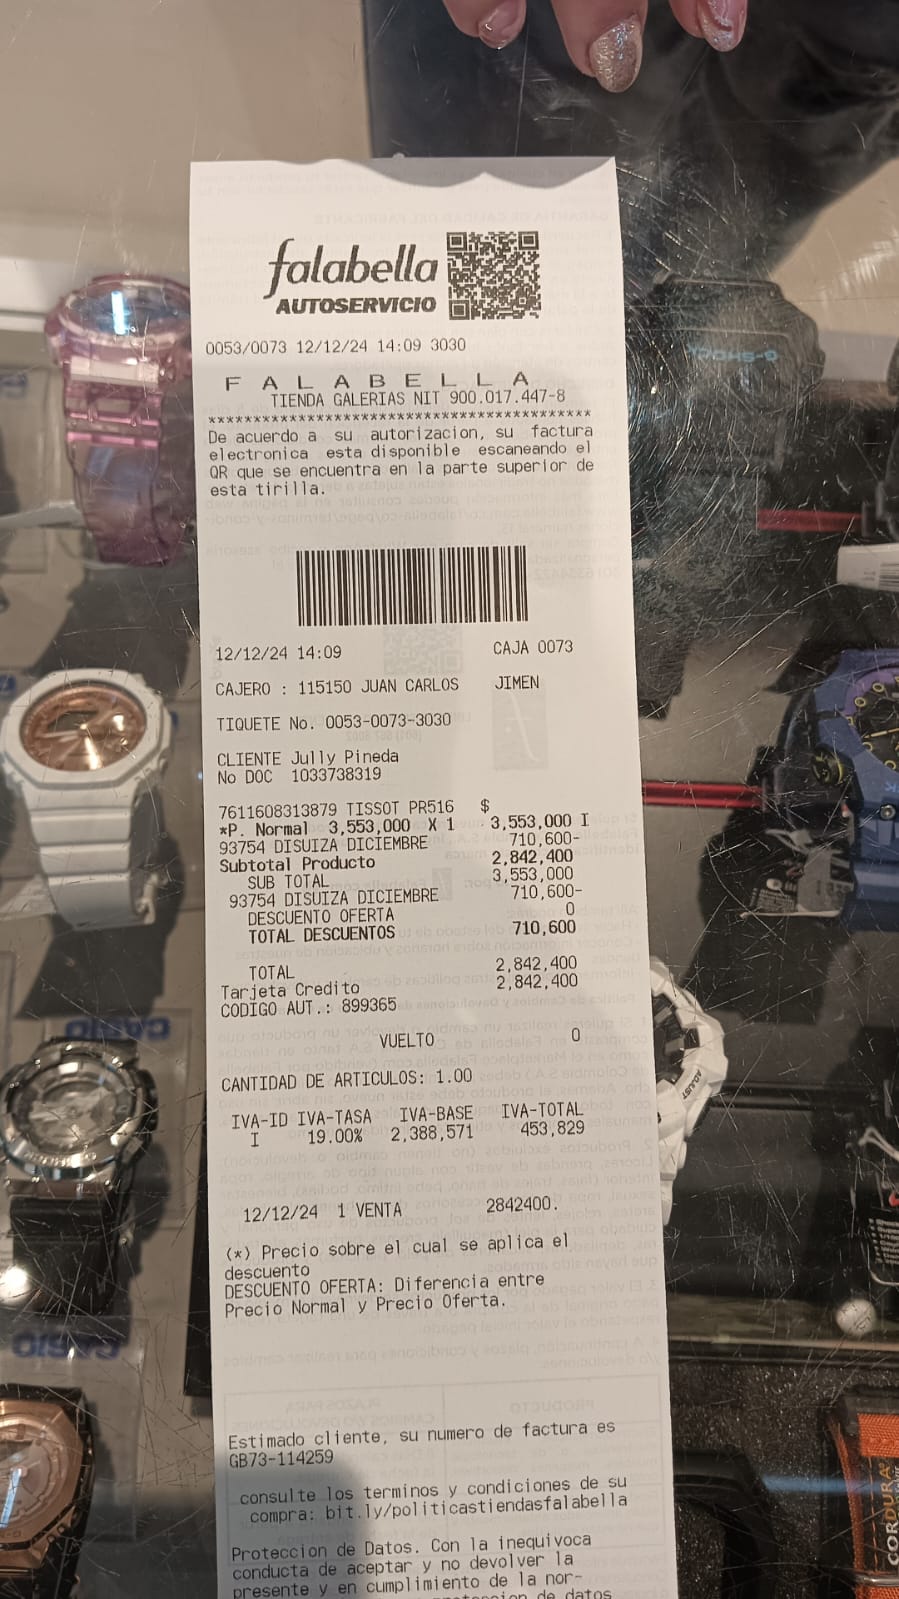 falabella
AUTOSERVICIO
0053/0073 12/12/24 14:09 3030
F A L A B E L L A
TIENDA GALERIAS NIT 900.017.447-8
*******************************************
De acuerdo a su autorizacion, su factura
electronica esta disponible escaneando el
QR que se encuentra en la parte superior de
esta tirilla.
12/12/24 14:09 CAJA 0073
CAJERO : 115150 JUAN CARLOS JIMEN
TIQUETE No. 0053-0073-3030
CLIENTE Jully Pineda
No DOC 1033738319
7611608313879 TISSOT PR516 $
*P. Normal 3,553,000 X 1 3,553,000 I
93754 DISUIZA DICIEMBRE 710,600-
Subtotal Producto 2,842,400
SUB TOTAL 3,553,000
93754 DISUIZA DICIEMBRE 710,600-
DESCUENTO OFERTA 0
TOTAL DESCUENTOS 710,600
TOTAL 2,842,400
Tarjeta Credito 2,842,400
CODIGO AUT.: 899365
VUELTO 0
CANTIDAD DE ARTICULOS: 1.00
IVA-ID IVA-TASA IVA-BASE IVA-TOTAL
I 19.00% 2,388,571 453,829
12/12/24 1 VENTA 2842400.
(*) Precio sobre el cual se aplica el
descuento
DESCUENTO OFERTA: Diferencia entre
Precio Normal y Precio Oferta.
Estimado cliente, su numero de factura es
GB73-114259
consulte los terminos y condiciones de su
compra: bit.ly/politicastiendasfalabella
Proteccion de Datos. Con la inequivoca
conducta de aceptar y no devolver la
presente y en cumplimiento de la nor-
de datos
G-SHOCK
CASIO
ADJUST
CASIO
CORDURA